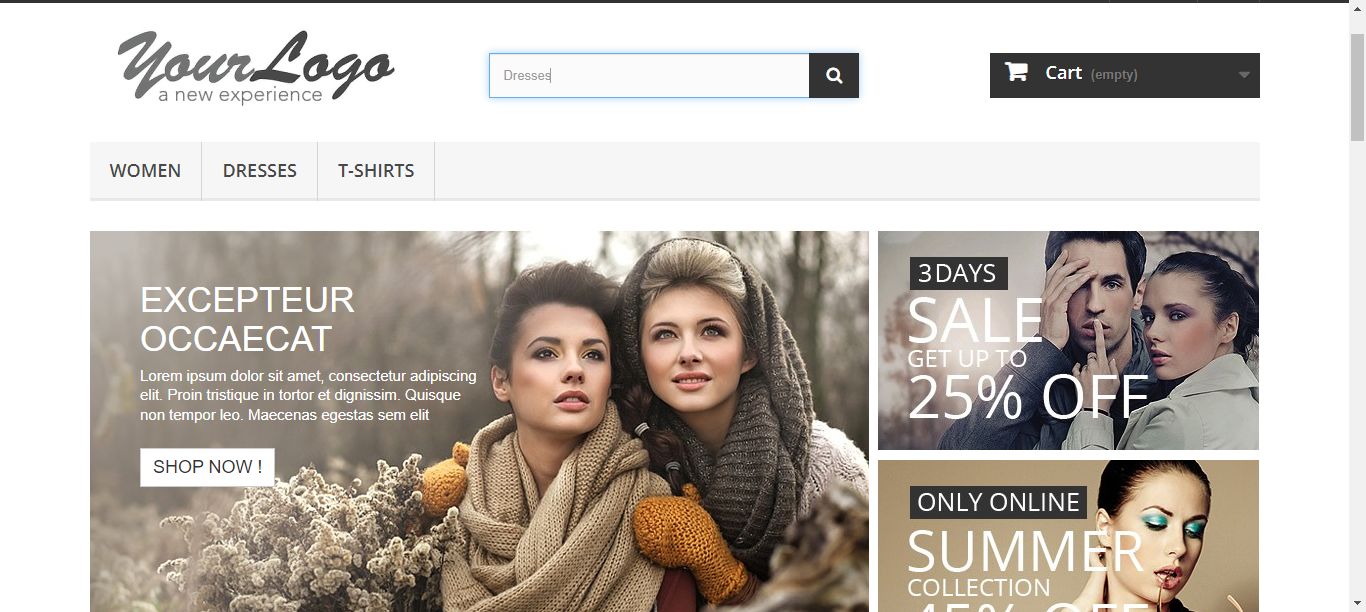 YourLogo
a new experience
Dresses
Cart (empty)
WOMEN
DRESSES
T-SHIRTS
EXCEPTEUR
OCCAECAT
Lorem ipsum dolor sit amet, consectetur adipiscing
elit. Proin tristique in tortor et dignissim. Quisque
non tempor leo. Maecenas egestas sem elit
SHOP NOW !
3 DAYS
SALE
GET UP TO
25% OFF
ONLY ONLINE
SUMMER
COLLECTION
45% OFF